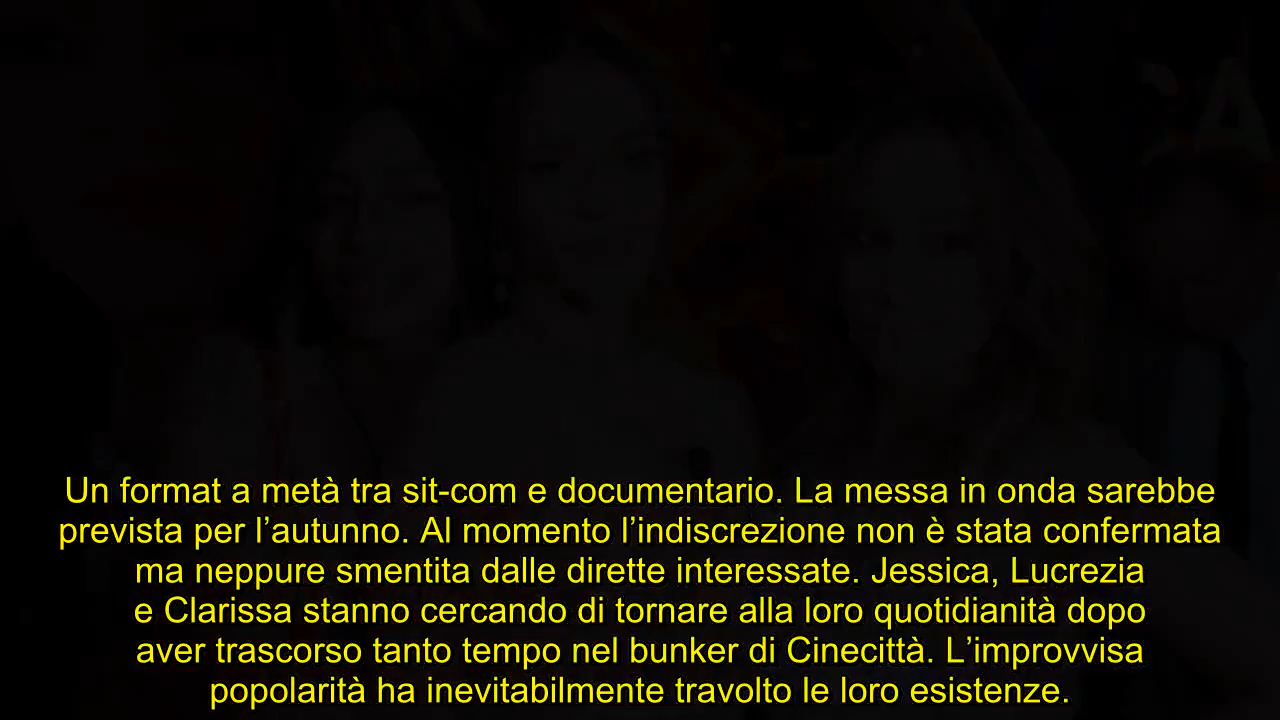 Un format a metà tra sit-com e documentario. La messa in onda sarebbe
prevista per l’autunno. Al momento l’indiscrezione non è stata confermata
ma neppure smentita dalle dirette interessate. Jessica, Lucrezia
e Clarissa stanno cercando di tornare alla loro quotidianità dopo
aver trascorso tanto tempo nel bunker di Cinecittà. L’improvvisa
popolarità ha inevitabilmente travolto le loro esistenze.